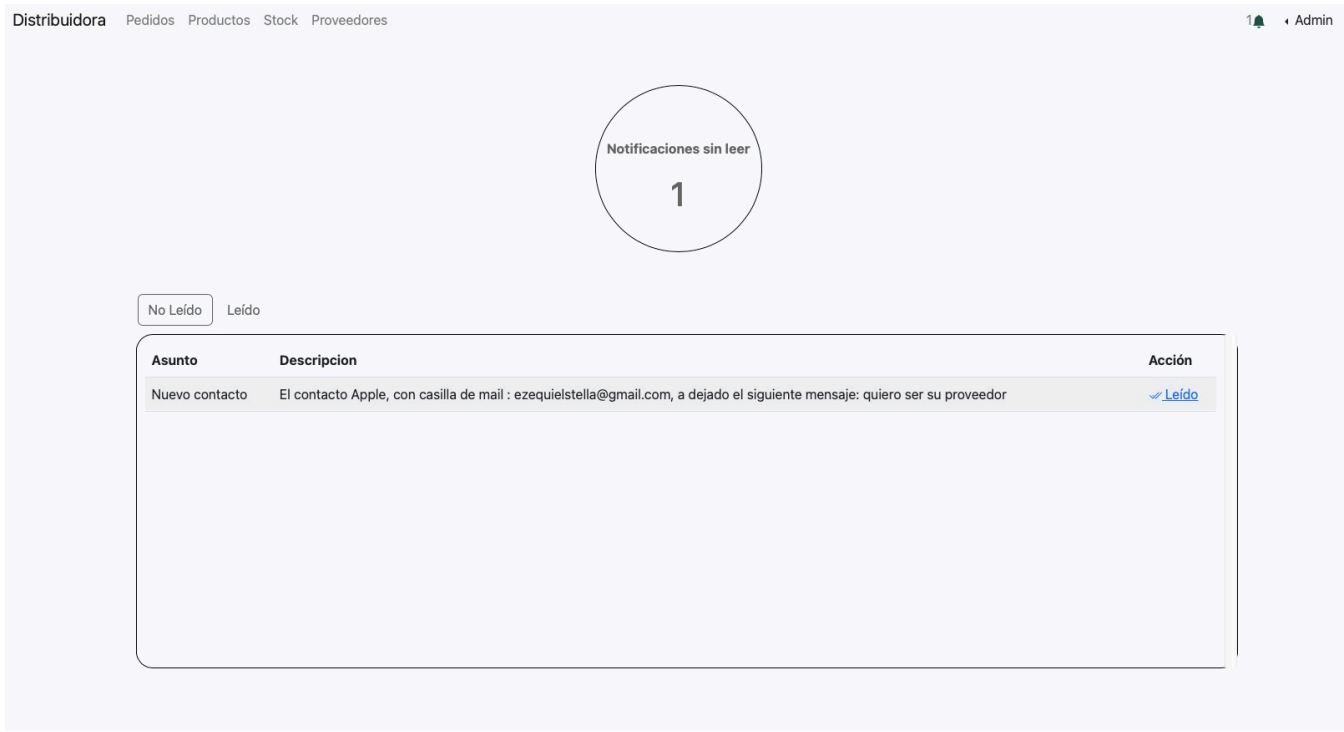 Distribuidora Pedidos Productos Stock Proveedores 1 Admin
Notificaciones sin leer
1
No Leído Leído
Asunto Descripcion Acción
Nuevo contacto El contacto Apple, con casilla de mail : ezequielstella@gmail.com, a dejado el siguiente mensaje: quiero ser su proveedor Leído